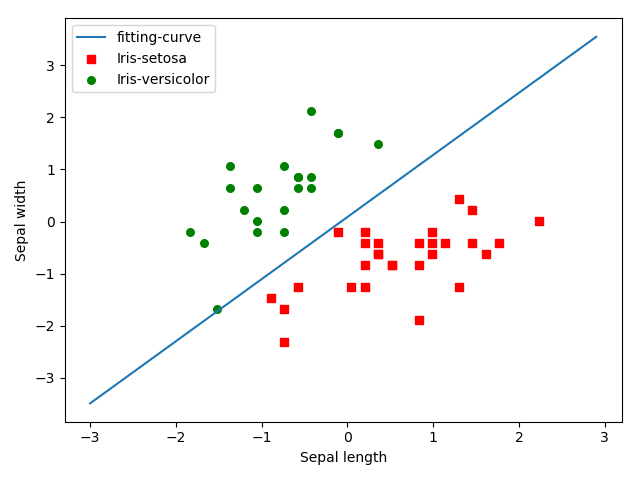 fitting-curve
Iris-setosa
Iris-versicolor
3
2
1
0
−1
−2
−3
Sepal width
−3 −2 −1 0 1 2 3
Sepal length